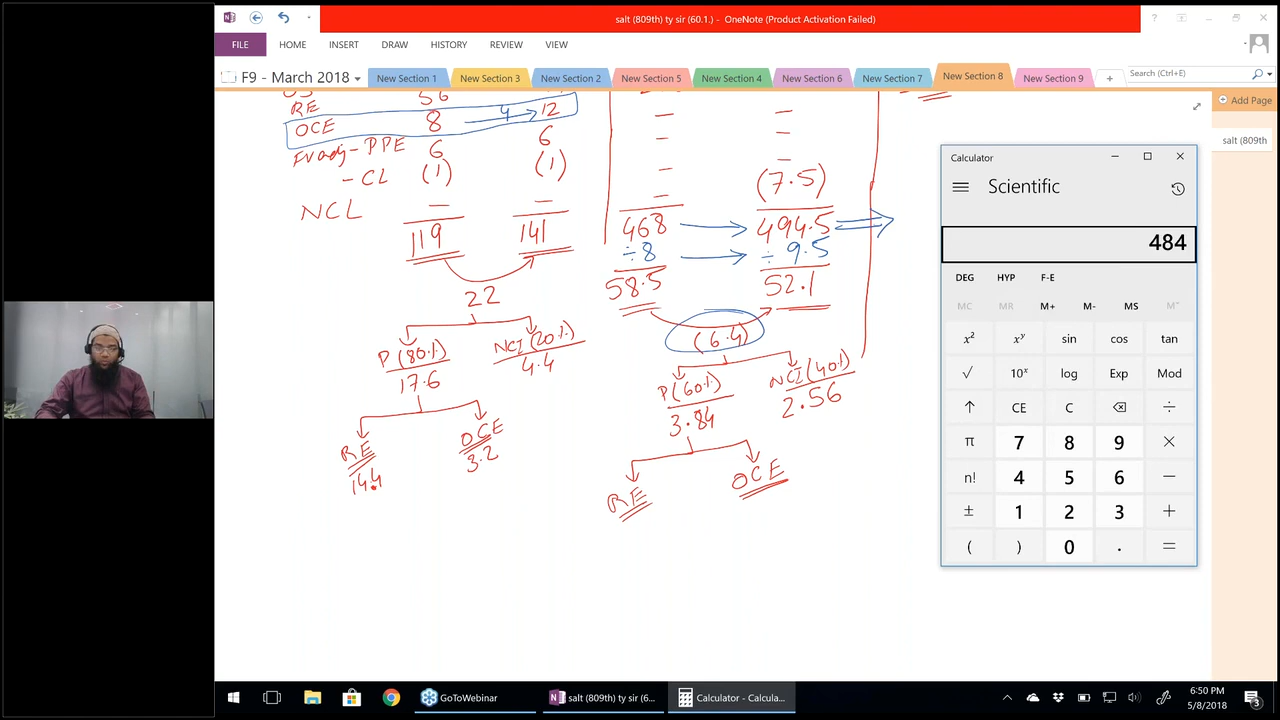 salt (809th) ty sir (60.1.) - OneNote (Product Activation Failed)
FILE HOME INSERT DRAW HISTORY REVIEW VIEW
F9 - March 2018 New Section 1 New Section 3 New Section 2 New Section 5 New Section 4 New Section 6 New Section 7 New Section 8 New Section 9 + Search (Ctrl+E)
Add Page
salt (809th)
RE 56
OCE 8 4 12
Fvadj-PPE 6 6
-CL (1) (1)
NCL - -
119 141
22
P(80%) NCI(20%)
17.6 4.4
RE OCE
14.4 3.2
- -
- -
- -
- (7.5)
468 494.5
÷8 ÷9.5
58.5 52.1
(6.4)
P(60%) NCI(40%)
3.84 2.56
RE OCE
Calculator
Scientific
484
DEG HYP F-E
MC MR M+ M- MS M˅
x² xʸ sin cos tan
√ 10ˣ log Exp Mod
↑ CE C ⌫ ÷
π 7 8 9 ×
n! 4 5 6 −
± 1 2 3 +
( ) 0 . =
GoToWebinar salt (809th) ty sir (6... Calculator - Calcula...
6:50 PM
5/8/2018
3